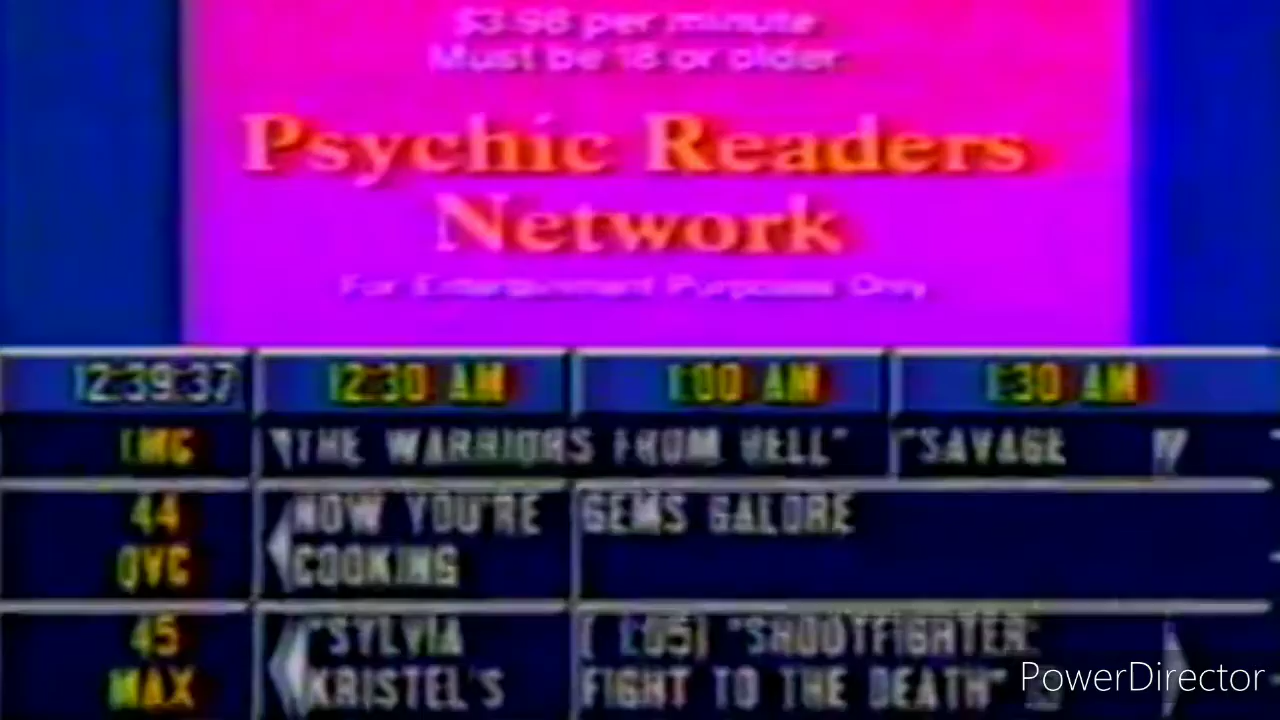 $3.98 per minute
Must be 18 or older
Psychic Readers
Network
For Entertainment Purposes Only
12:39:37 12:30 AM 1:00 AM 1:30 AM
TMC "THE WARRIORS FROM HELL" "SAVAGE
44 NOW YOU'RE GEMS GALORE
QVC COOKING
45 "SYLVIA ( 1:05) "SHOOTFIGHTER:
MAX KRISTEL'S FIGHT TO THE DEATH"
PowerDirector